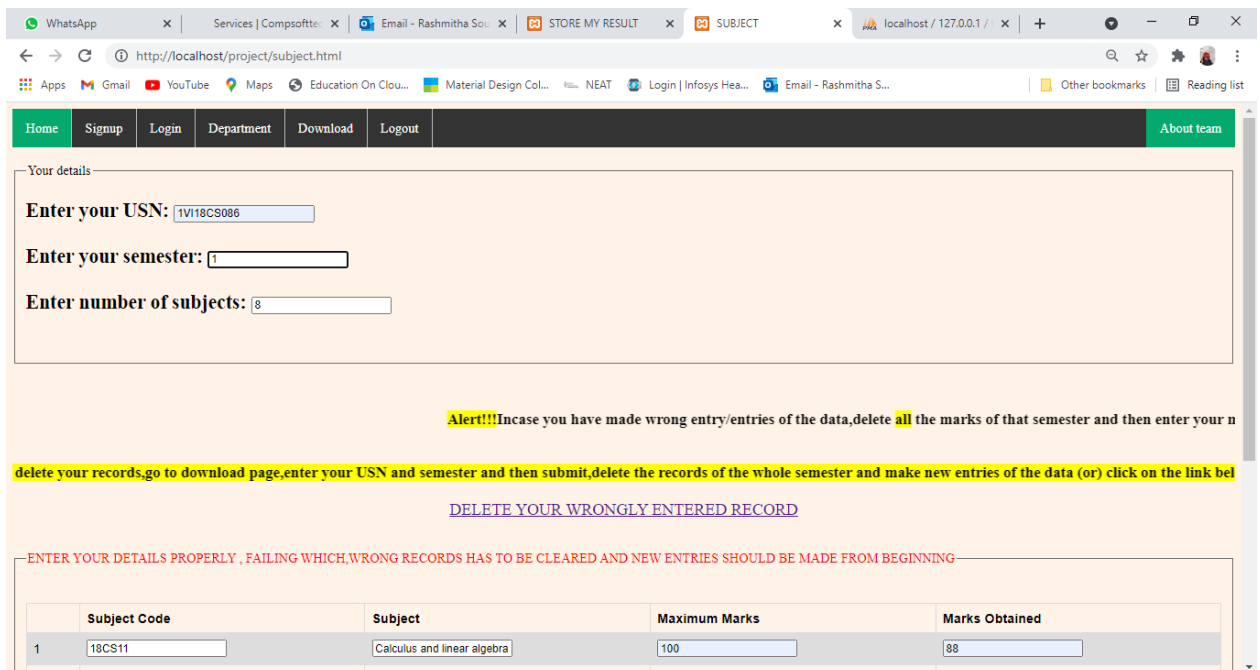 WhatsApp Services | Compsofttec Email - Rashmitha Sou STORE MY RESULT SUBJECT localhost / 127.0.0.1 /
http://localhost/project/subject.html
Apps Gmail YouTube Maps Education On Clou... Material Design Col... NEAT Login | Infosys Hea... Email - Rashmitha S... Other bookmarks Reading list
Home Signup Login Department Download Logout About team
Your details
Enter your USN: 1VI18CS086
Enter your semester: 1
Enter number of subjects: 8
Alert!!!Incase you have made wrong entry/entries of the data,delete all the marks of that semester and then enter your
delete your records,go to download page,enter your USN and semester and then submit,delete the records of the whole semester and make new entries of the data (or) click on the link bel
DELETE YOUR WRONGLY ENTERED RECORD
ENTER YOUR DETAILS PROPERLY , FAILING WHICH,WRONG RECORDS HAS TO BE CLEARED AND NEW ENTRIES SHOULD BE MADE FROM BEGINNING
Subject Code Subject Maximum Marks Marks Obtained
1 18CS11 Calculus and linear algebra 100 88